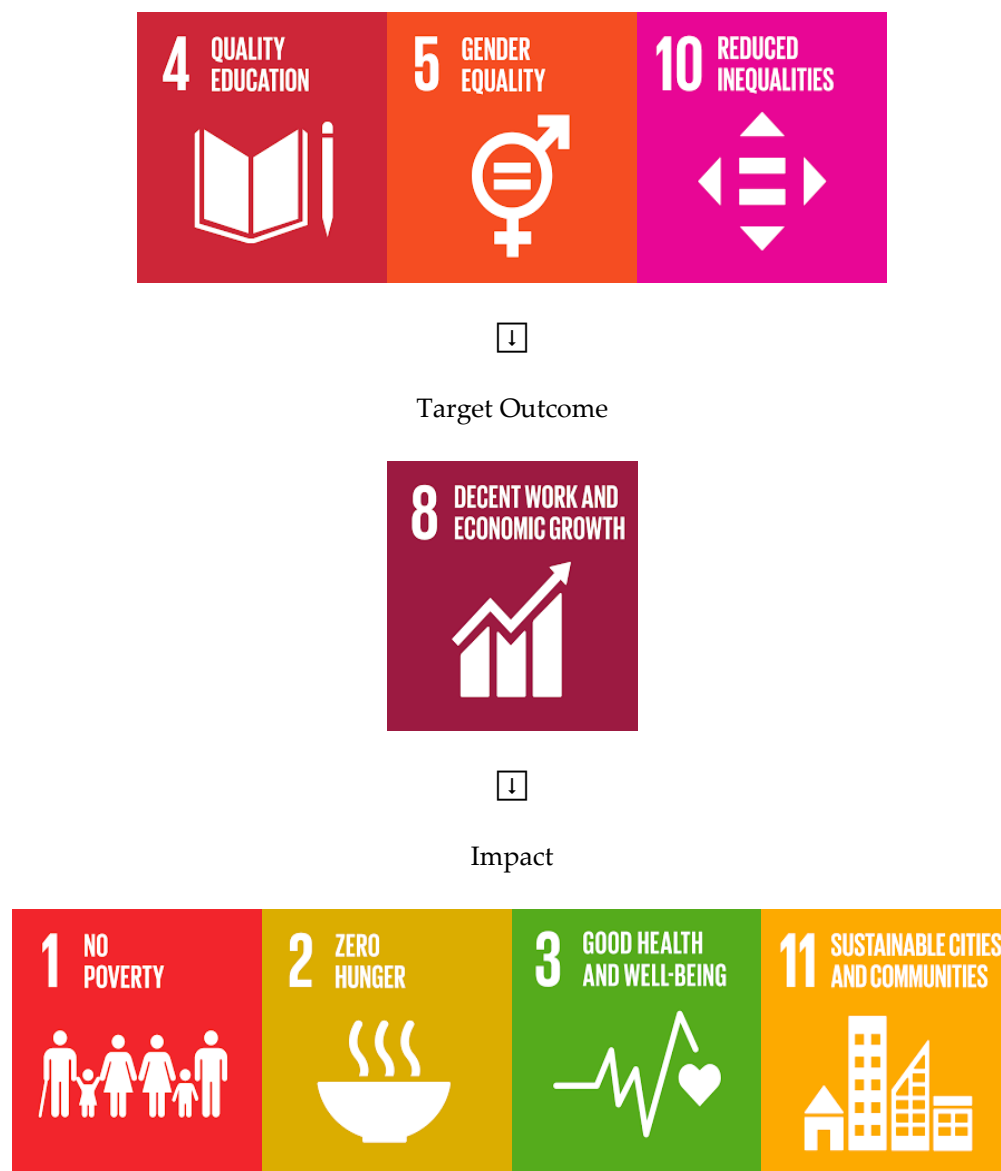 4 QUALITY
EDUCATION
5 GENDER
EQUALITY
10 REDUCED
INEQUALITIES
↓
Target Outcome
8 DECENT WORK AND
ECONOMIC GROWTH
↓
Impact
1 NO
POVERTY
2 ZERO
HUNGER
3 GOOD HEALTH
AND WELL-BEING
11 SUSTAINABLE CITIES
AND COMMUNITIES